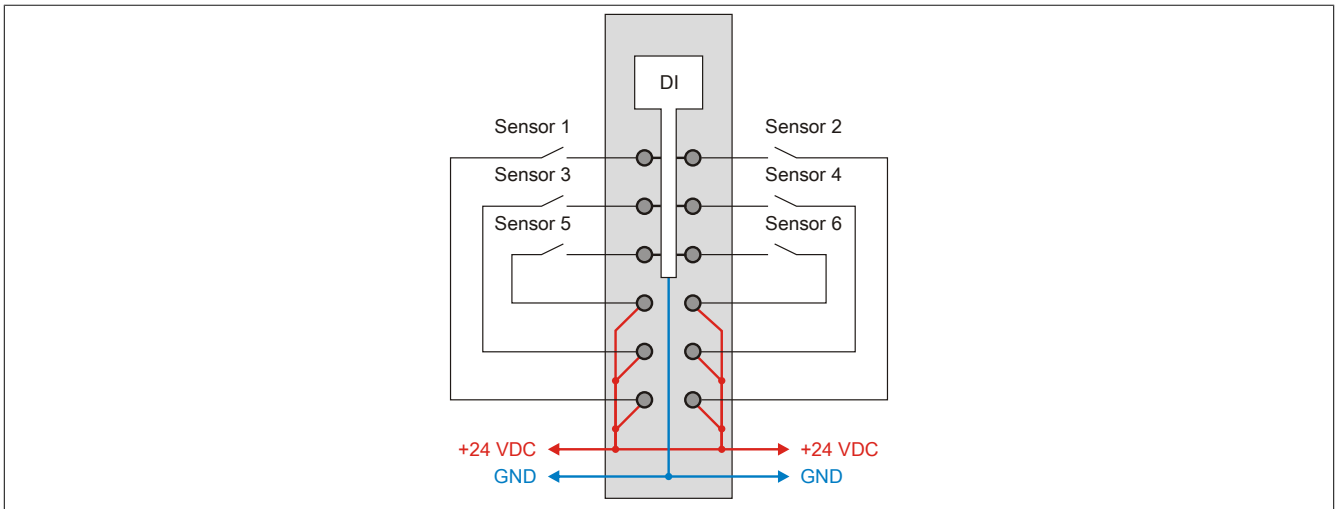 DI
Sensor 1 Sensor 2
Sensor 3 Sensor 4
Sensor 5 Sensor 6
+24 VDC +24 VDC
GND GND